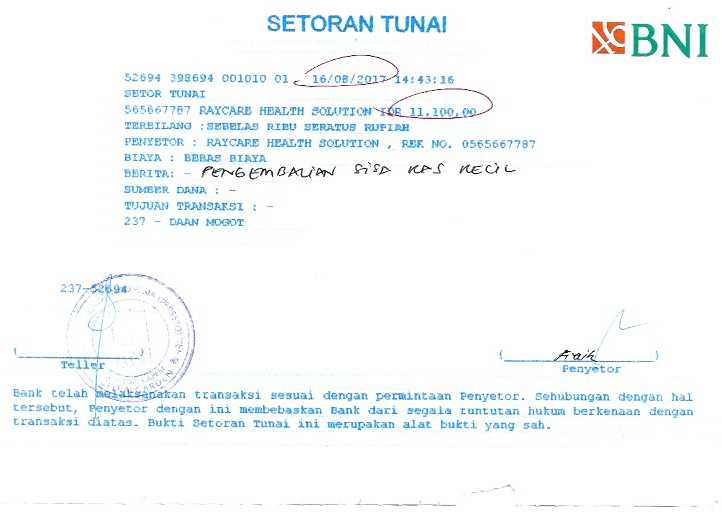 SETORAN TUNAI
BNI
52694 398694 001010 01 16/08/2017 14:43:16
SETOR TUNAI
565667787 RAYCARE HEALTH SOLUTION IDR 11,100.00
TERBILANG :SEBELAS RIBU SERATUS RUPIAH
PENYETOR : RAYCARE HEALTH SOLUTION , REK NO. 0565667787
BIAYA : BEBAS BIAYA
BERITA: - PENGEMBALIAN SISA KAS KECIL
SUMBER DANA : -
TUJUAN TRANSAKSI : -
237 - DAAN MOGOT
237-52694
( )
Teller
( )
Penyetor
Bank telah melaksanakan transaksi sesuai dengan permintaan Penyetor. Sehubungan dengan hal
tersebut, Penyetor dengan ini membebaskan Bank dari segala tuntutan hukum berkenaan dengan
transaksi diatas. Bukti Setoran Tunai ini merupakan alat bukti yang sah.